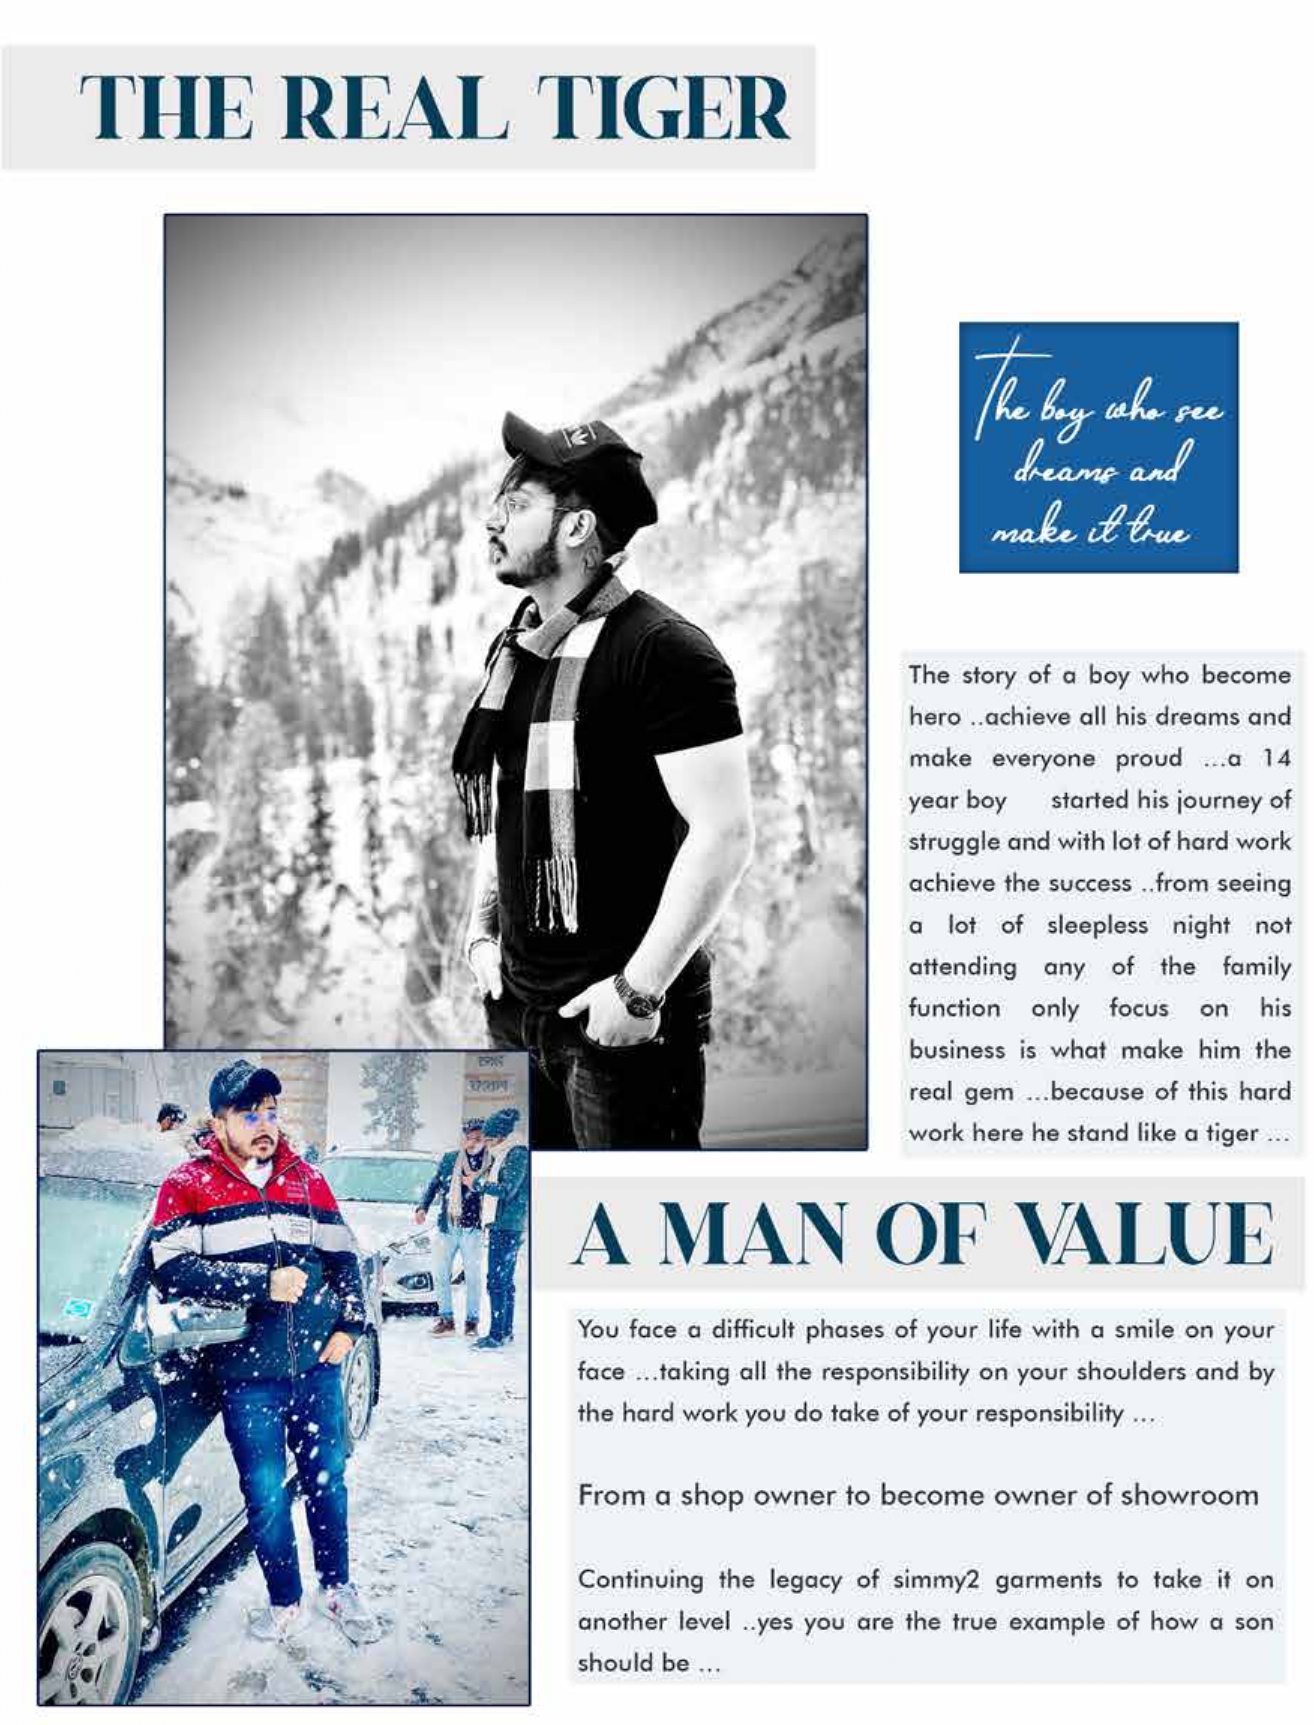 THE REAL TIGER
The boy who see
dreams and
make it true
The story of a boy who become
hero ..achieve all his dreams and
make everyone proud ...a 14
year boy started his journey of
struggle and with lot of hard work
achieve the success ..from seeing
a lot of sleepless night not
attending any of the family
function only focus on his
business is what make him the
real gem ...because of this hard
work here he stand like a tiger ...
A MAN OF VALUE
You face a difficult phases of your life with a smile on your
face ...taking all the responsibility on your shoulders and by
the hard work you do take of your responsibility ...
From a shop owner to become owner of showroom
Continuing the legacy of simmy2 garments to take it on
another level ..yes you are the true example of how a son
should be ...